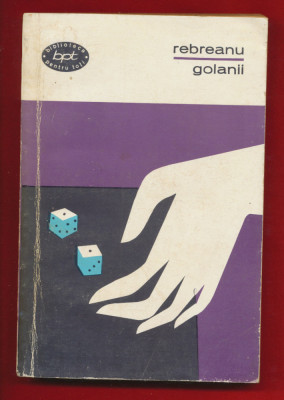 biblioteca
bpt
pentru toți
rebreanu
golanii